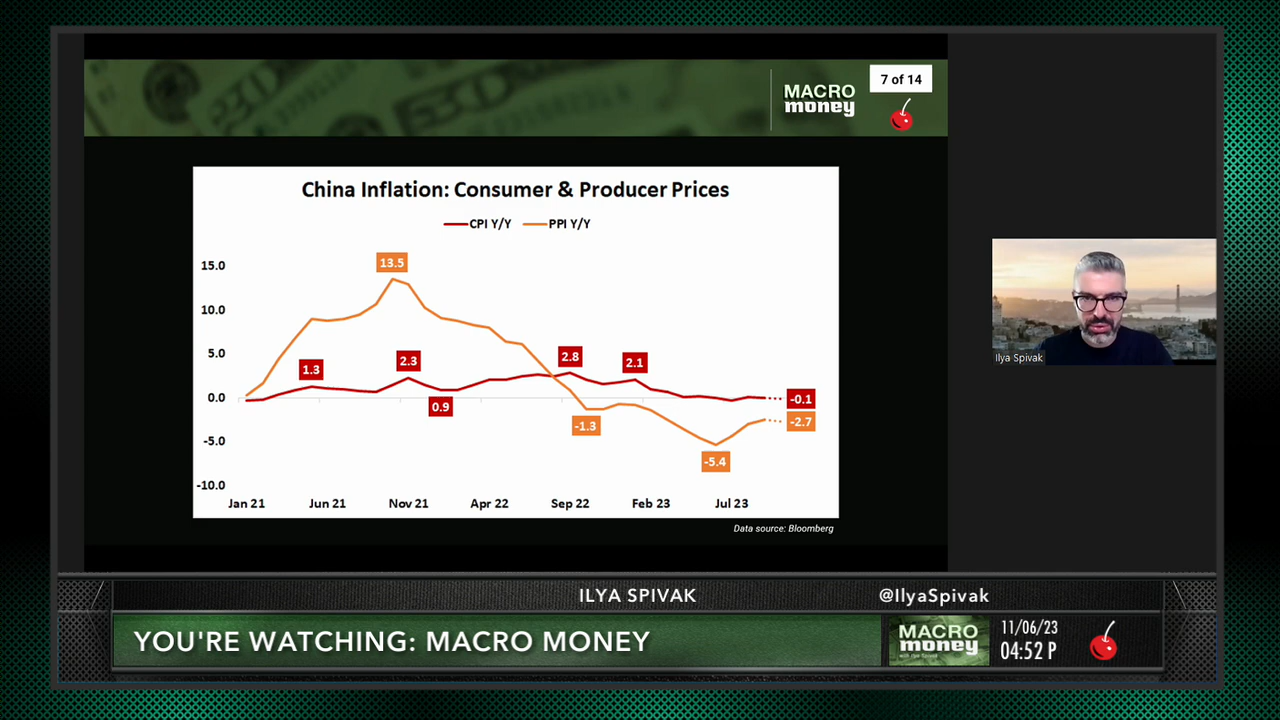 MACRO
money
7 of 14
China Inflation: Consumer & Producer Prices
CPI Y/Y PPI Y/Y
15.0
10.0
5.0
0.0
-5.0
-10.0
13.5
1.3
2.3
0.9
2.8
2.1
-0.1
-1.3
-2.7
-5.4
Jan 21 Jun 21 Nov 21 Apr 22 Sep 22 Feb 23 Jul 23
Data source: Bloomberg
Ilya Spivak
ILYA SPIVAK @IlyaSpivak
YOU'RE WATCHING: MACRO MONEY
MACRO
money
with Ilya Spivak
11/06/23
04:52 P